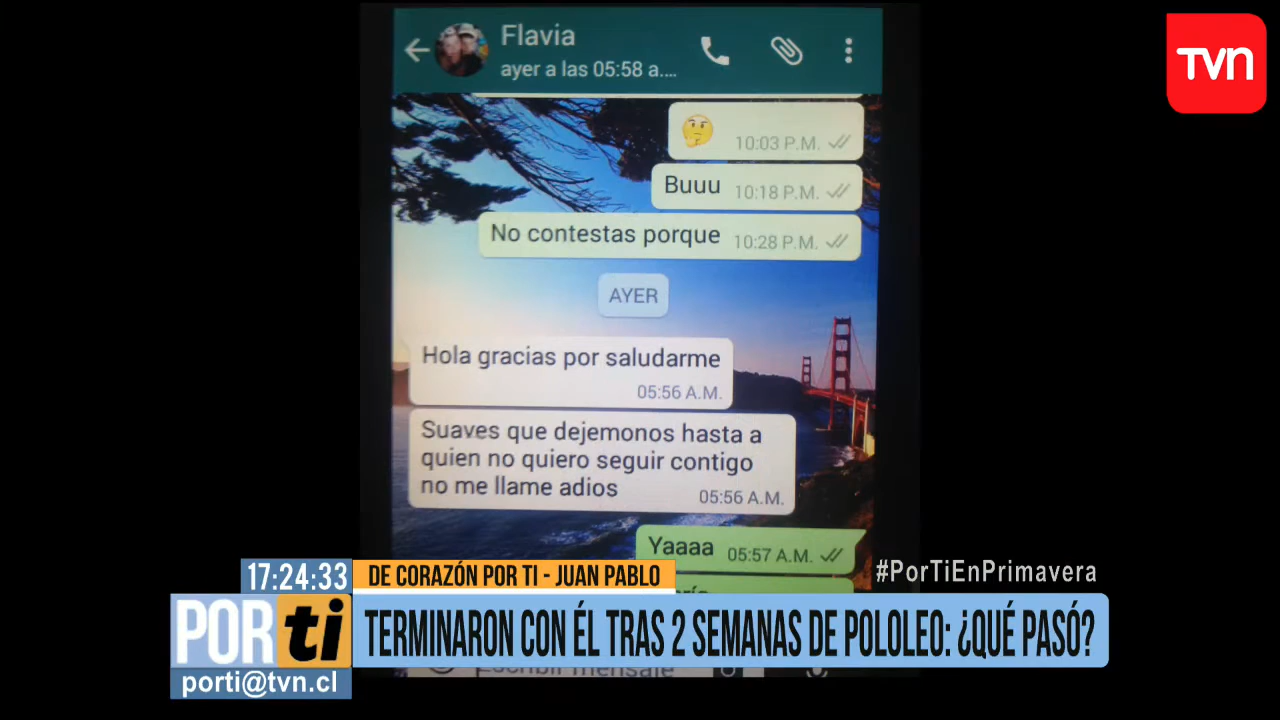 Flavia
ayer a las 05:58 a....
TVN
10:03 P.M.
Buuu 10:18 P.M.
No contestas porque 10:28 P.M.
AYER
Hola gracias por saludarme
05:56 A.M.
Suaves que dejemonos hasta a
quien no quiero seguir contigo
no me llame adios 05:56 A.M.
Yaaaa 05:57 A.M.
17:24:33 DE CORAZÓN POR TI - JUAN PABLO
#PorTiEnPrimavera
POR ti
TERMINARON CON ÉL TRAS 2 SEMANAS DE POLOLEO: ¿QUÉ PASÓ?
Escribir mensaje
porti@tvn.cl